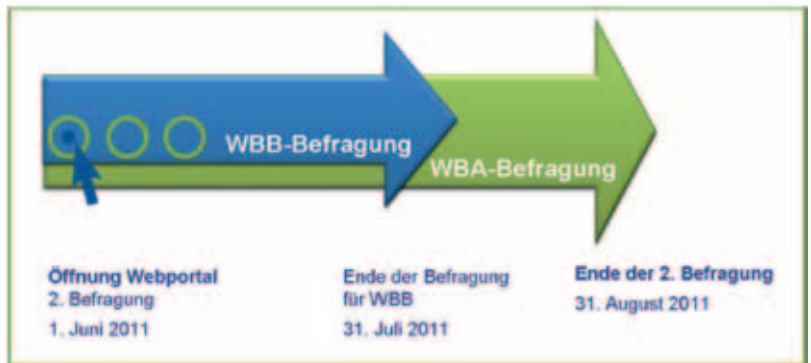 WBB-Befragung
WBA-Befragung
Öffnung Webportal
2. Befragung
1. Juni 2011
Ende der Befragung
für WBB
31. Juli 2011
Ende der 2. Befragung
31. August 2011